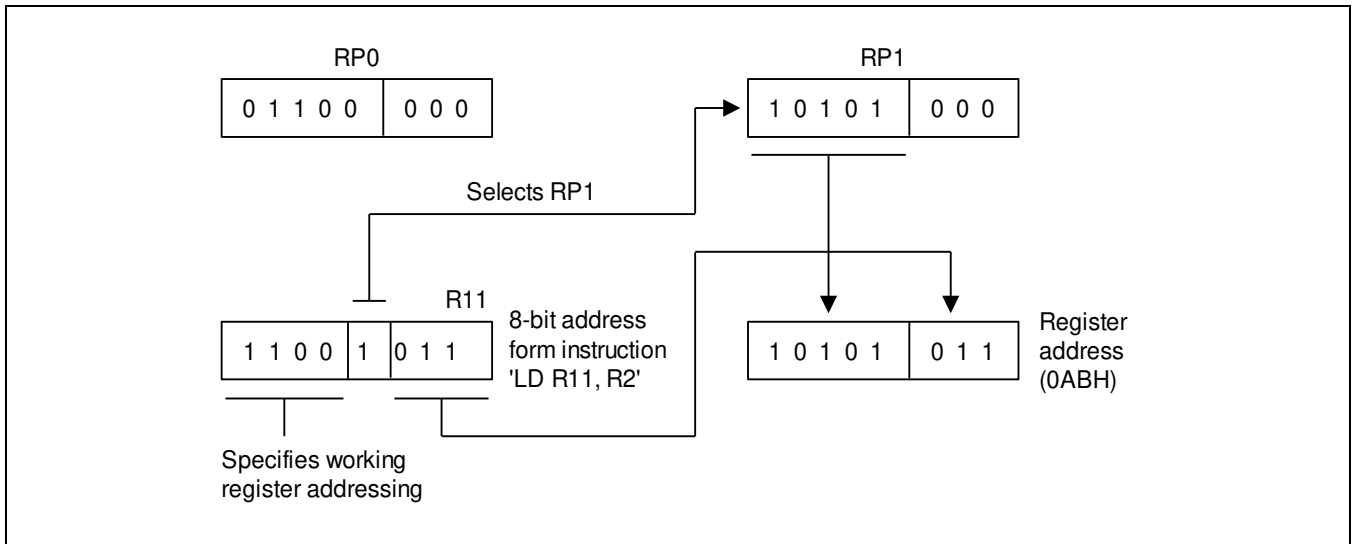 RP0
RP1
0 1 1 0 0 0 0 0
1 0 1 0 1 0 0 0
Selects RP1
R11
1 1 0 0 1 0 1 1
8-bit address
form instruction
'LD R11, R2'
1 0 1 0 1 0 1 1
Register
address
(0ABH)
Specifies working
register addressing